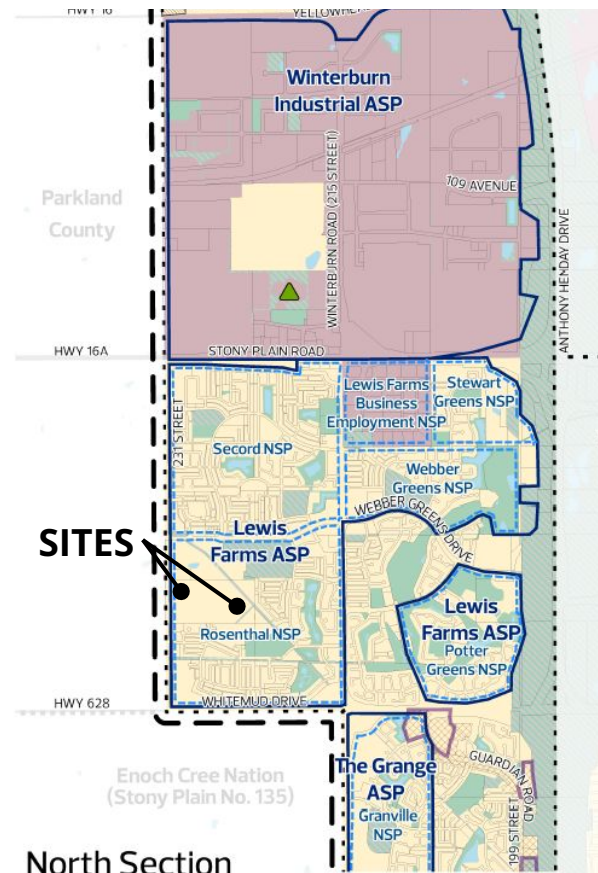 HWY 16
Winterburn
Industrial ASP
WINTERBURN ROAD (215 STREET)
109 AVENUE
Parkland
County
ANTHONY HENDAY DRIVE
HWY 16A
STONY PLAIN ROAD
231 STREET
Lewis Farms
Business
Employment NSP
Stewart
Greens NSP
Secord NSP
Webber
Greens NSP
WEBBER GREENS DRIVE
SITES
Lewis
Farms ASP
Rosenthal NSP
Lewis
Farms ASP
Potter
Greens NSP
HWY 628
WHITEMUD DRIVE
The Grange
ASP
Granville
NSP
GUARDIAN ROAD
199 STREET
Enoch Cree Nation
(Stony Plain No. 135)
North Section